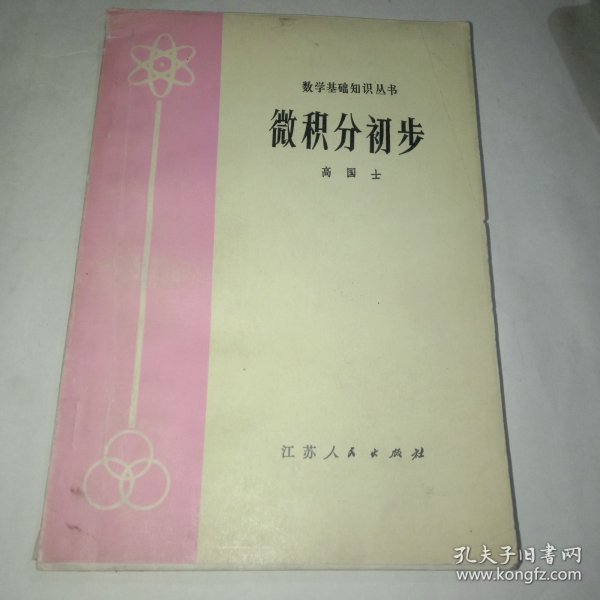 数学基础知识丛书
微积分初步
高国士
江苏人民出版社
孔夫子旧书网
www.kongfz.com